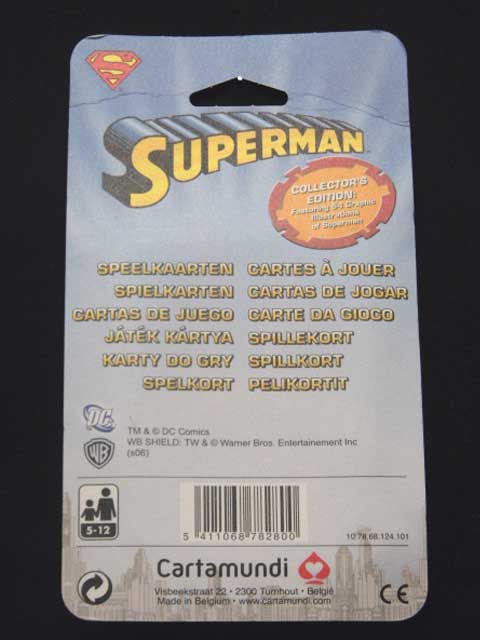 S
SUPERMAN
COLLECTOR'S
EDITION:
Featuring 54 Graphic
Illustrations
of Superman
SPEELKAARTEN CARTES À JOUER
SPIELKARTEN CARTAS DE JOGAR
CARTAS DE JUEGO CARTE DA GIOCO
JÁTÉK KÁRTYA SPILLEKORT
KARTY DO GRY SPILLKORT
SPELKORT PELIKORTIT
DC
TM & © DC Comics
WB SHIELD: TW & © Warner Bros. Entertainement Inc
(s06)
WB
5-12
5 411068 782800
10.78.68.124.101
Cartamundi
Visbeekstraat 22 • 2300 Turnhout • België
Made in Belgium • www.cartamundi.com
CE